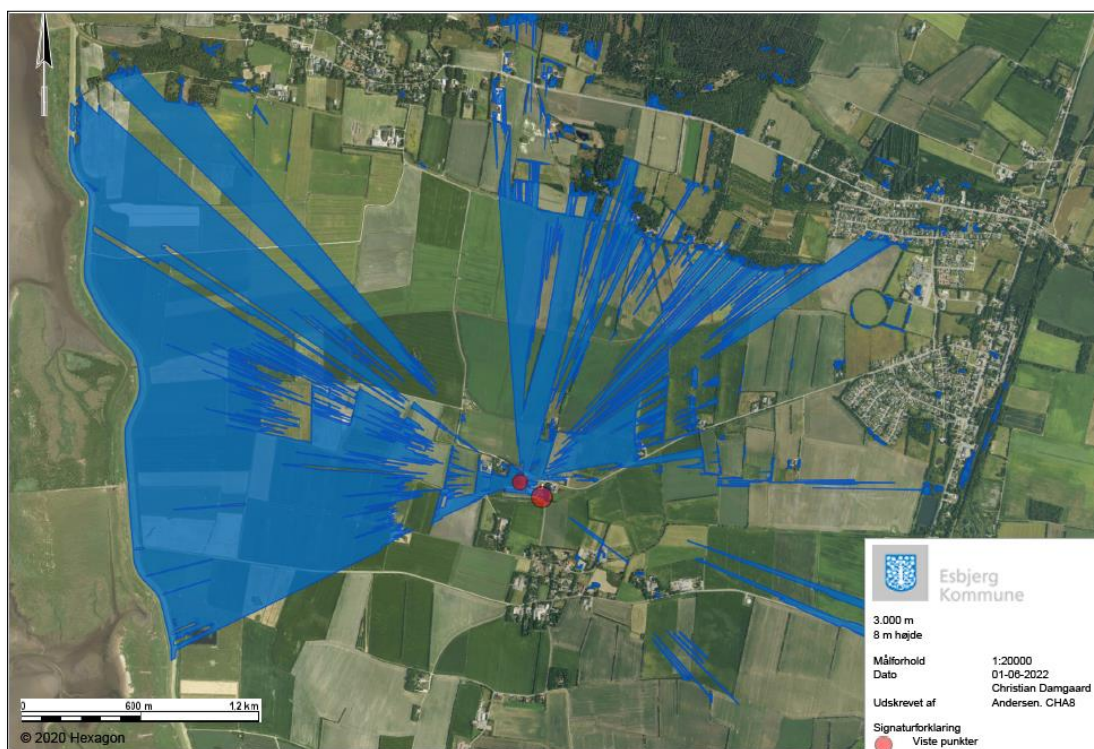 Esbjerg
Kommune
3.000 m
8 m højde
Målforhold 1:20000
Dato 01-06-2022
Christian Damgaard
Udskrevet af Andersen. CHA8
Signaturforklaring
Viste punkter
0 600 m 1.2 km
© 2020 Hexagon